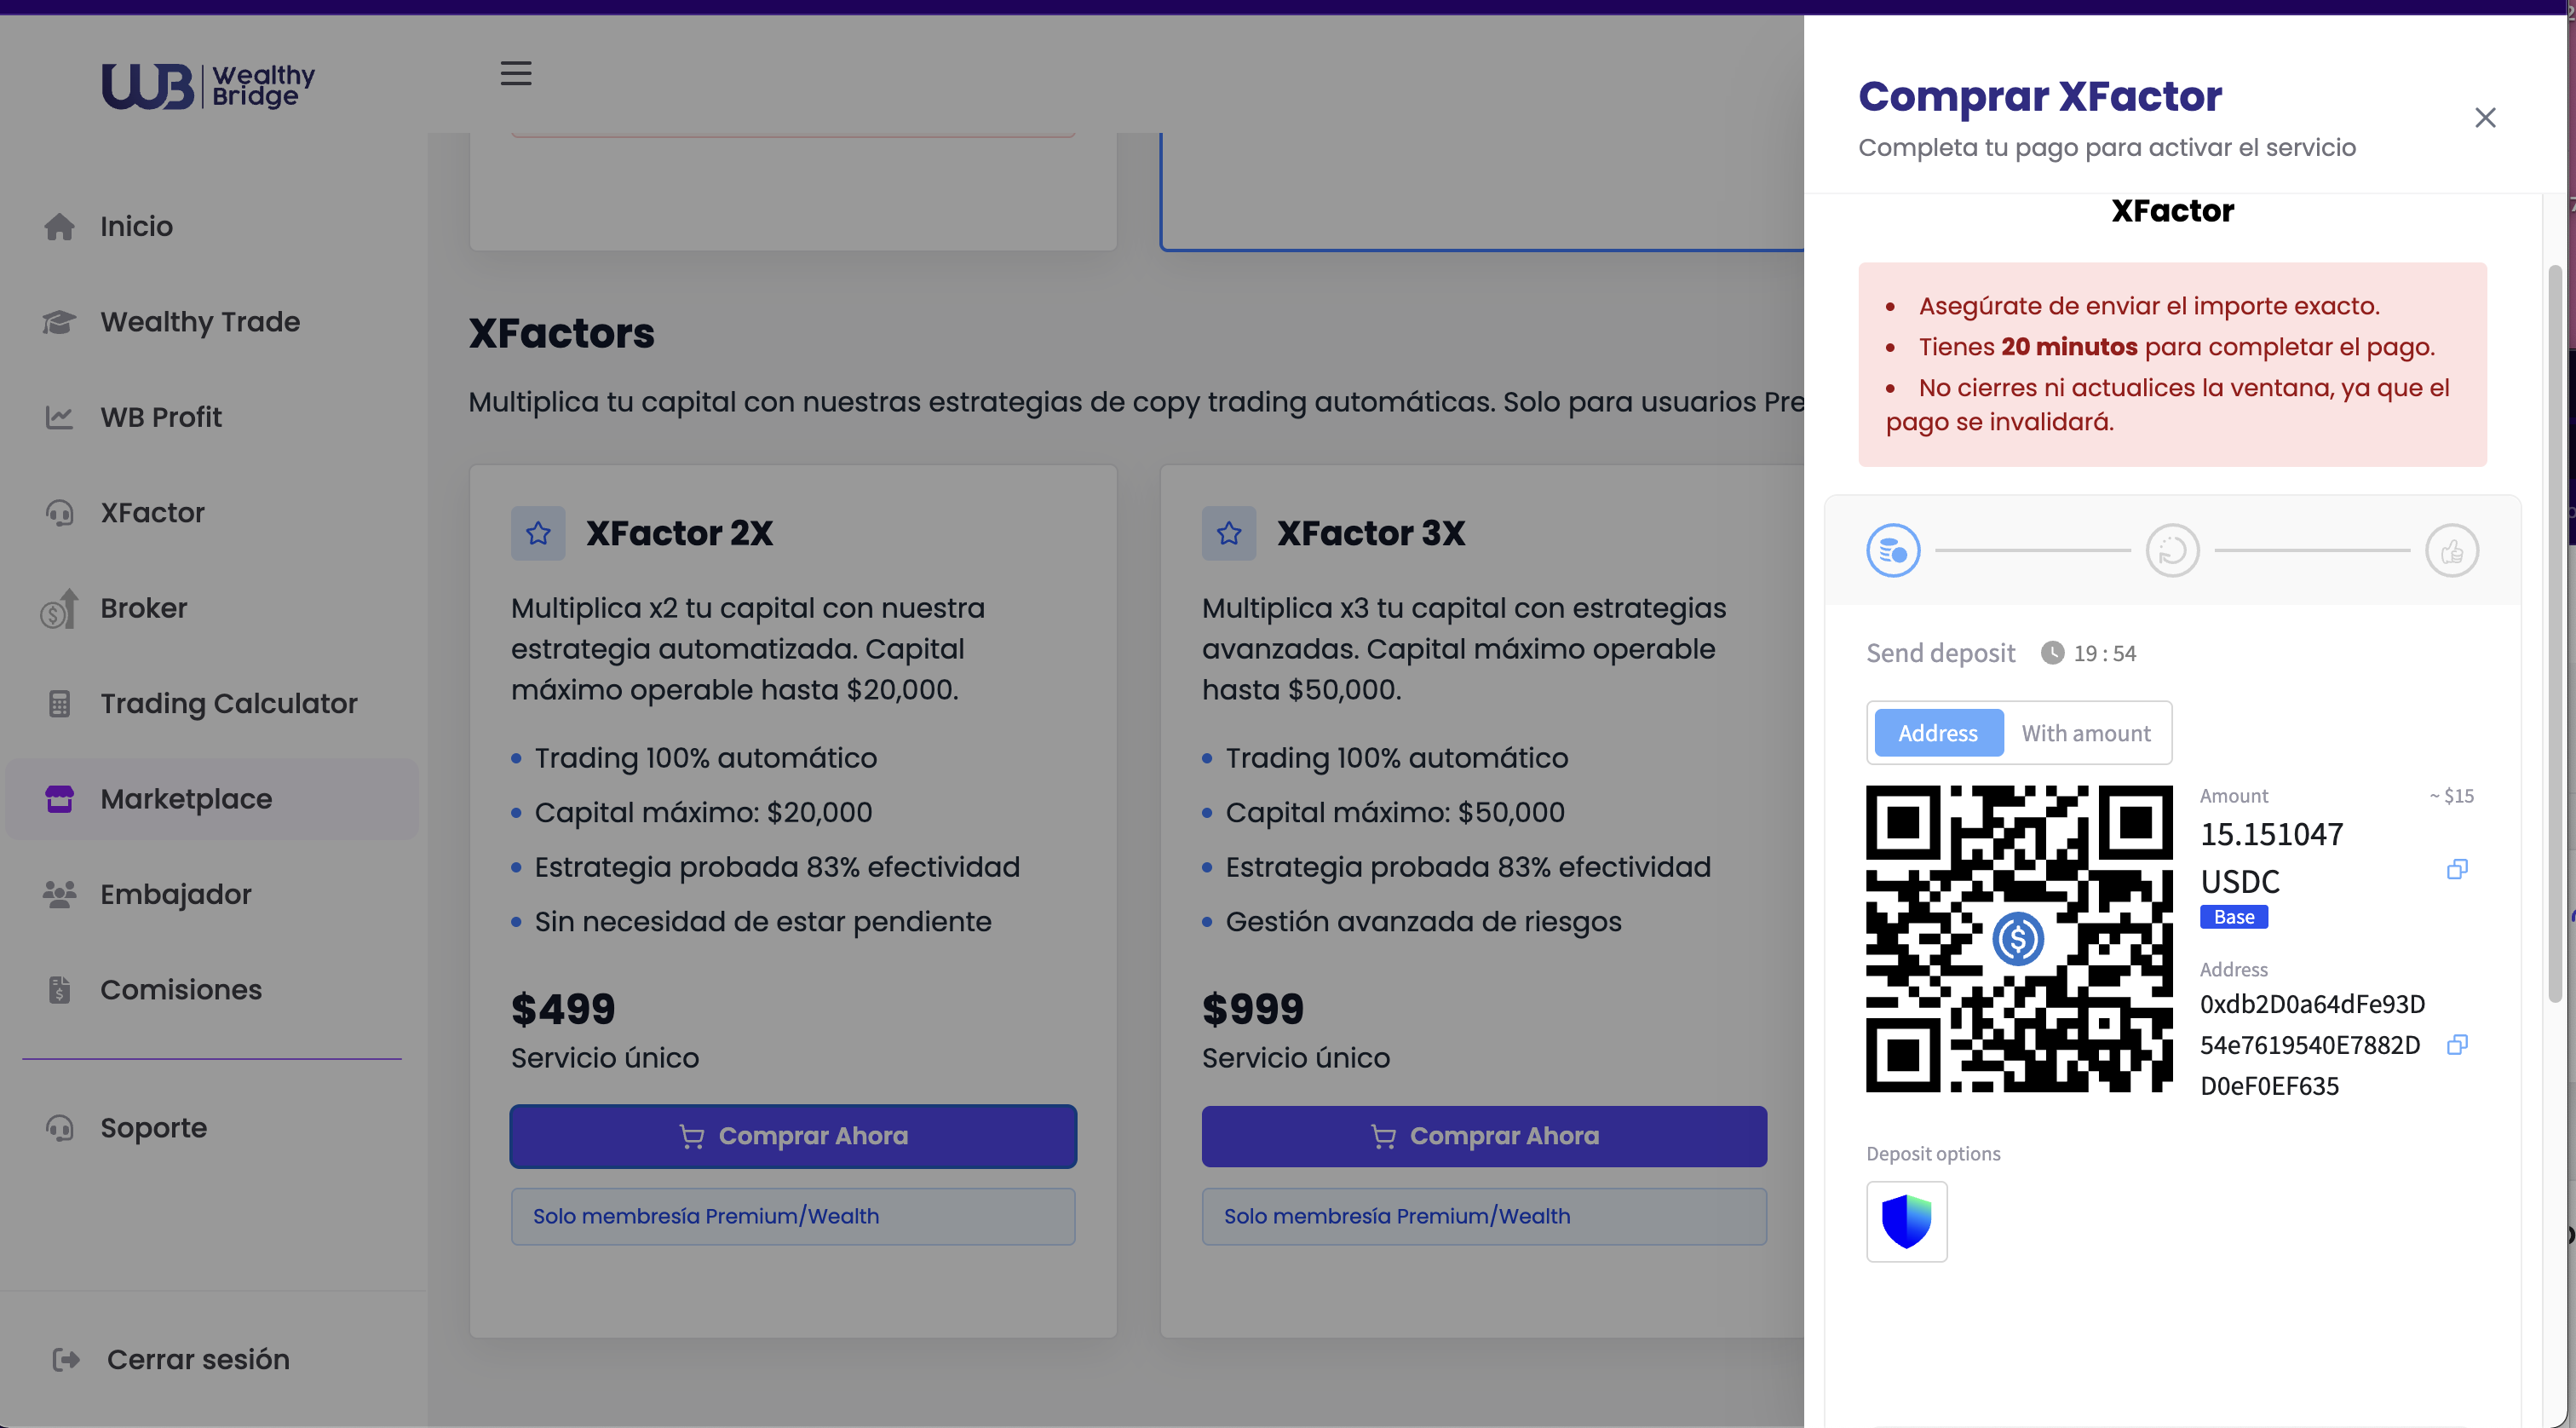 WB Wealthy
Bridge
Inicio
Wealthy Trade
WB Profit
XFactor
Broker
Trading Calculator
Marketplace
Embajador
Comisiones
Soporte
Cerrar sesión
XFactors
Multiplica tu capital con nuestras estrategias de copy trading automáticas. Solo para usuarios Pre
XFactor 2X
Multiplica x2 tu capital con nuestra
estrategia automatizada. Capital
máximo operable hasta $20,000.
Trading 100% automático
Capital máximo: $20,000
Estrategia probada 83% efectividad
Sin necesidad de estar pendiente
$499
Servicio único
Comprar Ahora
Solo membresía Premium/Wealth
XFactor 3X
Multiplica x3 tu capital con estrategias
avanzadas. Capital máximo operable
hasta $50,000.
Trading 100% automático
Capital máximo: $50,000
Estrategia probada 83% efectividad
Gestión avanzada de riesgos
$999
Servicio único
Comprar Ahora
Solo membresía Premium/Wealth
Comprar XFactor
Completa tu pago para activar el servicio
XFactor
• Asegúrate de enviar el importe exacto.
• Tienes 20 minutos para completar el pago.
• No cierres ni actualices la ventana, ya que el
pago se invalidará.
Send deposit 19 : 54
Address With amount
Amount ~ $15
15.151047
USDC
Base
Address
0xdb2D0a64dFe93D
54e7619540E7882D
D0eF0EF635
Deposit options